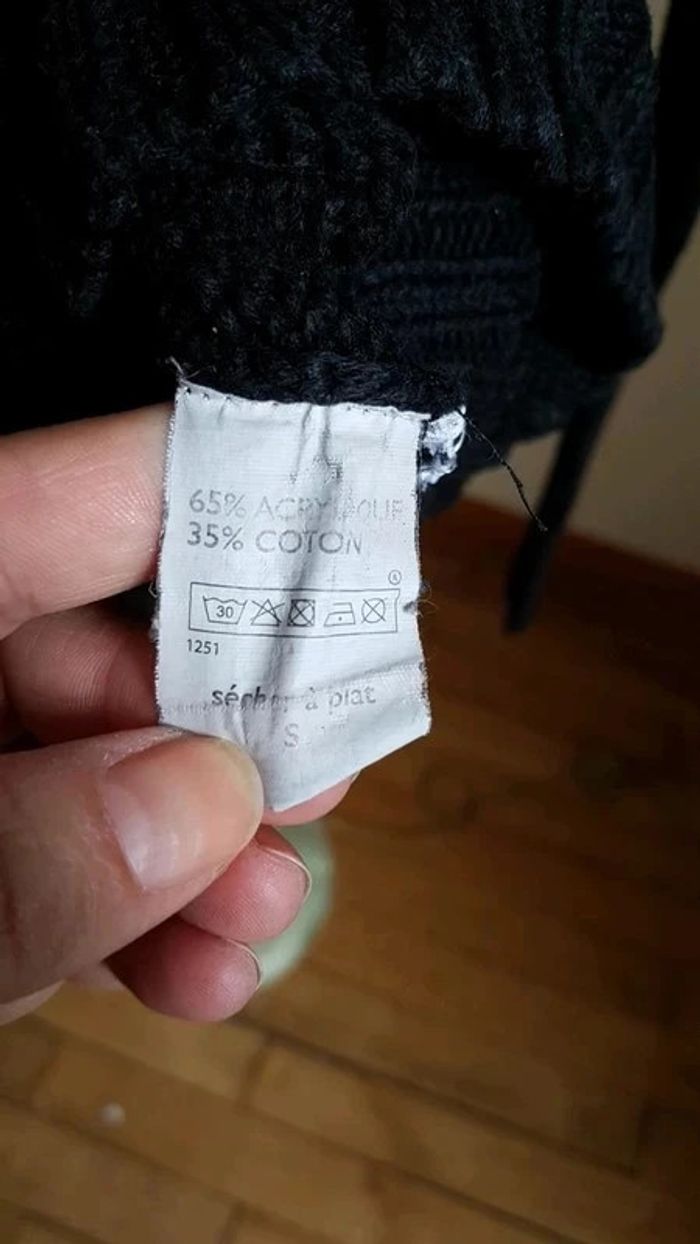 65% ACRYLIQUE
35% COTON
30
1251
sécher à plat
S